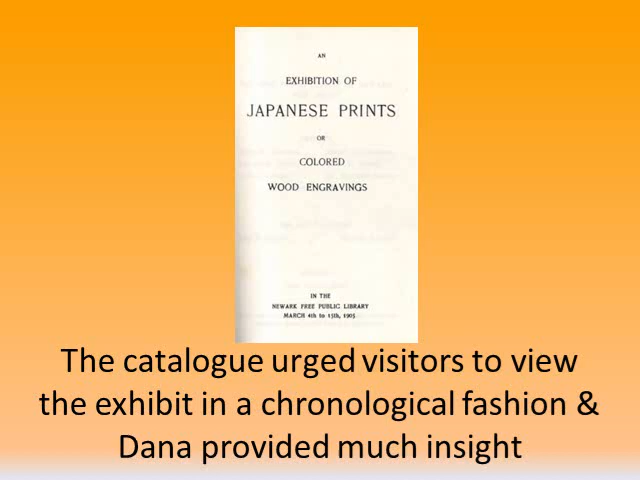 AN
EXHIBITION OF
JAPANESE PRINTS
OR
COLORED
WOOD ENGRAVINGS
IN THE
NEWARK FREE PUBLIC LIBRARY
MARCH 4th to 15th, 1905
The catalogue urged visitors to view
the exhibit in a chronological fashion &
Dana provided much insight